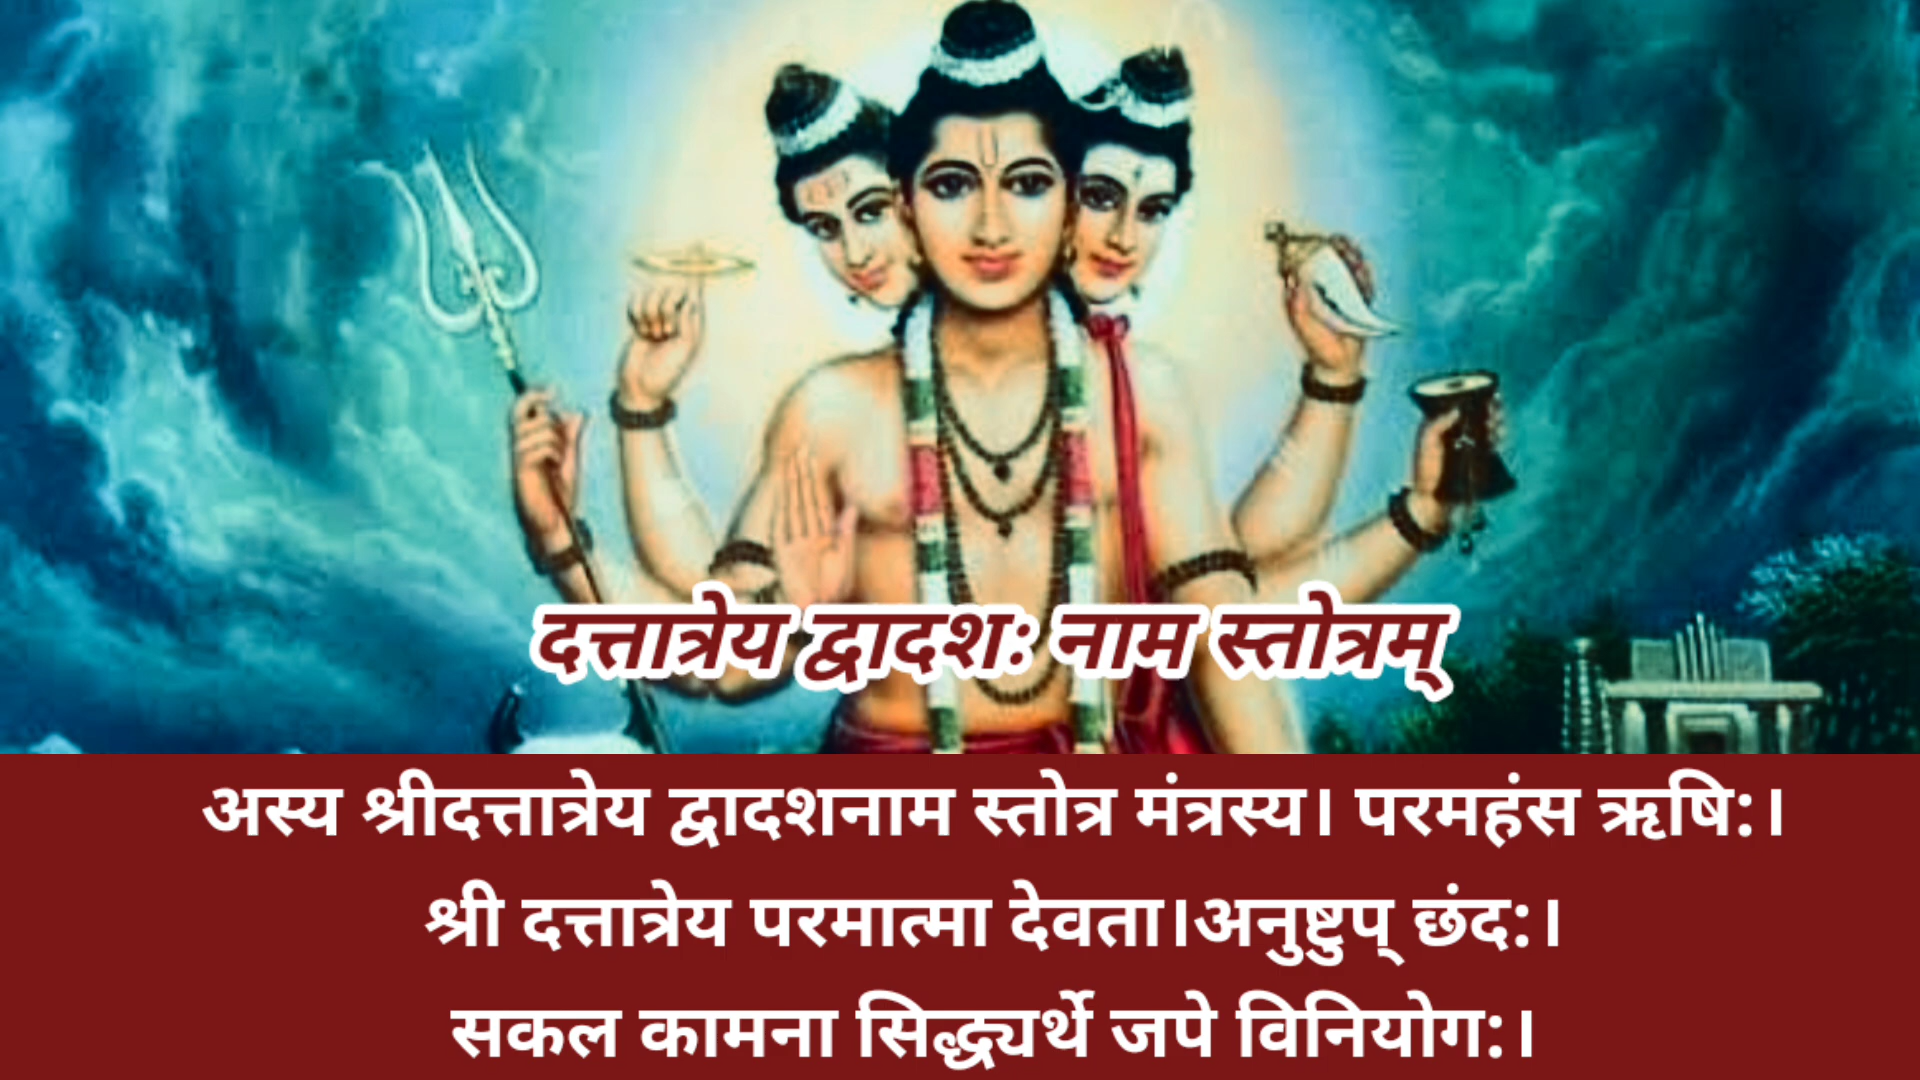 दत्तात्रेय द्वादशः नाम स्तोत्रम्
अस्य श्रीदत्तात्रेय द्वादशनाम स्तोत्र मंत्रस्य। परमहंस ऋषि:।
श्री दत्तात्रेय परमात्मा देवता।अनुष्टुप् छंद:।
सकल कामना सिद्ध्यर्थे जपे विनियोग:।